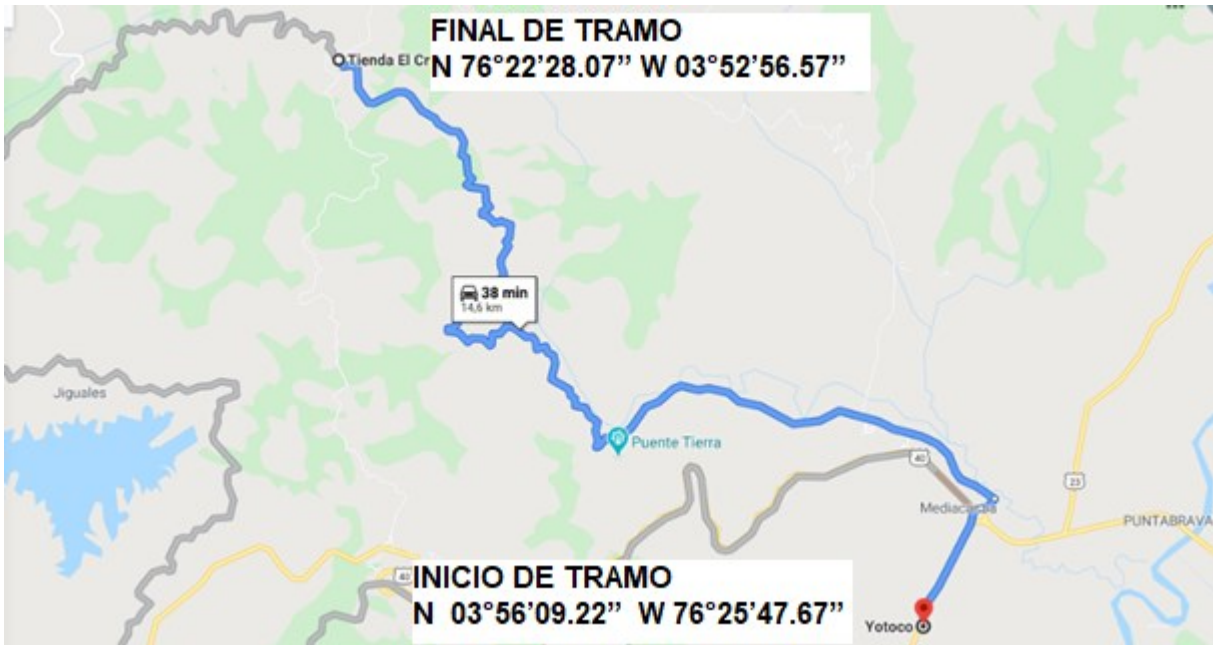 FINAL DE TRAMO
N 76°22’28.07” W 03°52’56.57”
Tienda El Cr
38 min
14,6 km
Jiguales
Puente Tierra
40
23
PUNTABRAVA
40
INICIO DE TRAMO
N 03°56’09.22” W 76°25’47.67”
Yotoco